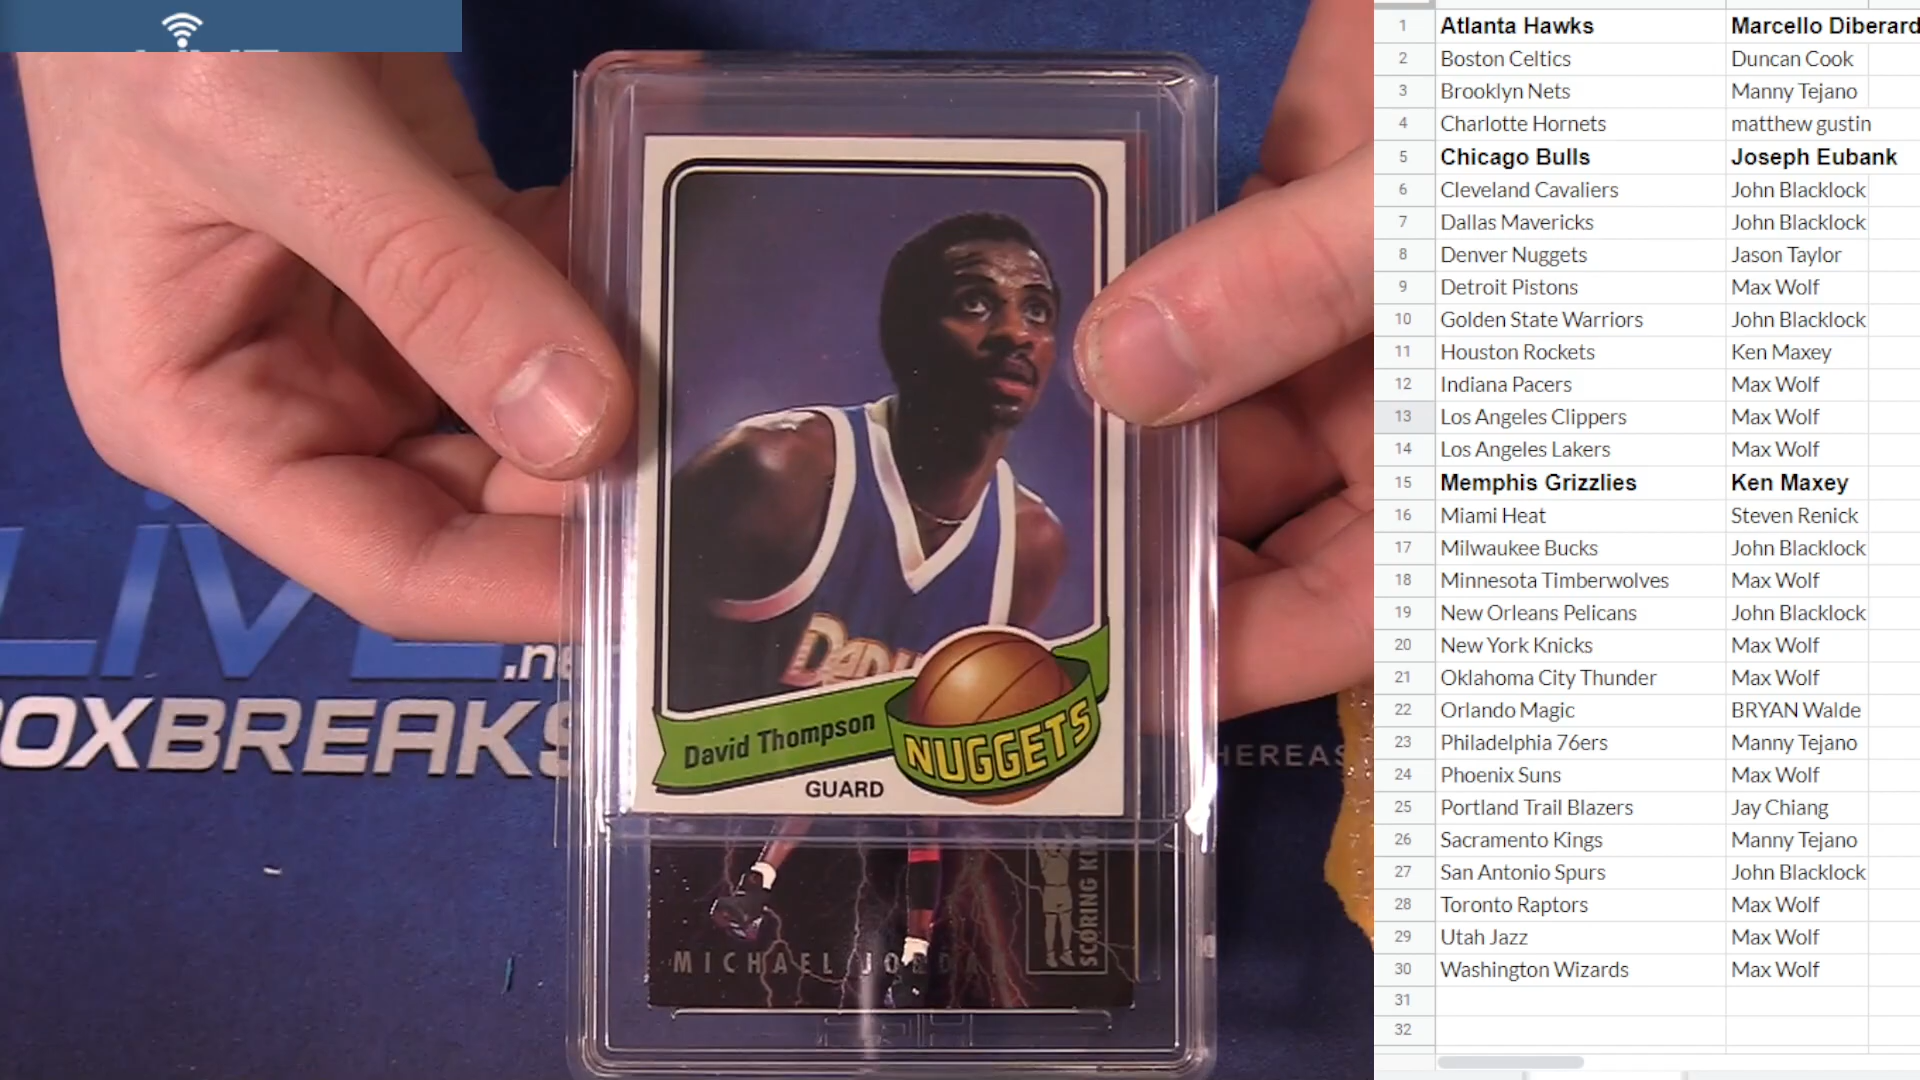 LIVE
.ne
OXBREAKS
HEREAS
David Thompson
NUGGETS
GUARD
SCORING KING
MICHAEL JORDAN
1 Atlanta Hawks Marcello Diberard
2 Boston Celtics Duncan Cook
3 Brooklyn Nets Manny Tejano
4 Charlotte Hornets matthew gustin
5 Chicago Bulls Joseph Eubank
6 Cleveland Cavaliers John Blacklock
7 Dallas Mavericks John Blacklock
8 Denver Nuggets Jason Taylor
9 Detroit Pistons Max Wolf
10 Golden State Warriors John Blacklock
11 Houston Rockets Ken Maxey
12 Indiana Pacers Max Wolf
13 Los Angeles Clippers Max Wolf
14 Los Angeles Lakers Max Wolf
15 Memphis Grizzlies Ken Maxey
16 Miami Heat Steven Renick
17 Milwaukee Bucks John Blacklock
18 Minnesota Timberwolves Max Wolf
19 New Orleans Pelicans John Blacklock
20 New York Knicks Max Wolf
21 Oklahoma City Thunder Max Wolf
22 Orlando Magic BRYAN Walde
23 Philadelphia 76ers Manny Tejano
24 Phoenix Suns Max Wolf
25 Portland Trail Blazers Jay Chiang
26 Sacramento Kings Manny Tejano
27 San Antonio Spurs John Blacklock
28 Toronto Raptors Max Wolf
29 Utah Jazz Max Wolf
30 Washington Wizards Max Wolf
31
32